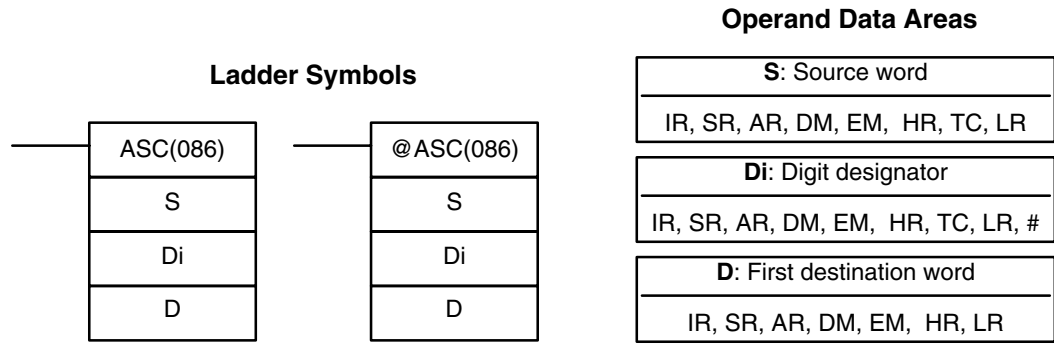 Ladder Symbols
ASC(086)
S
Di
D
@ASC(086)
S
Di
D
Operand Data Areas
S: Source word
IR, SR, AR, DM, EM, HR, TC, LR
Di: Digit designator
IR, SR, AR, DM, EM, HR, TC, LR, #
D: First destination word
IR, SR, AR, DM, EM, HR, LR